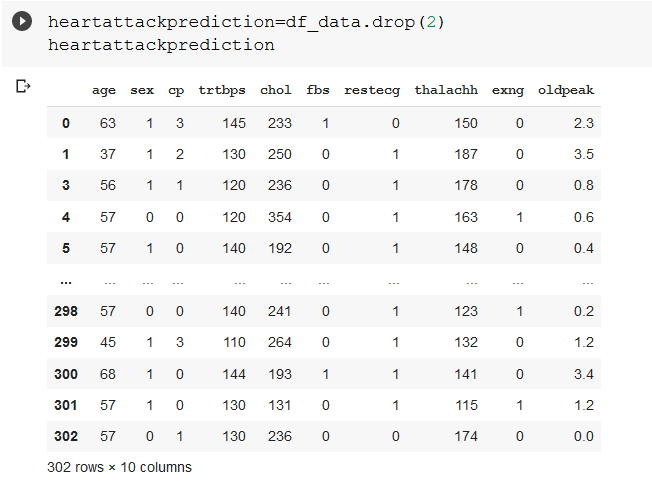 heartattackprediction=df_data.drop(2)
heartattackprediction
age sex cp trtbps chol fbs restecg thalachh exng oldpeak
0 63 1 3 145 233 1 0 150 0 2.3
1 37 1 2 130 250 0 1 187 0 3.5
3 56 1 1 120 236 0 1 178 0 0.8
4 57 0 0 120 354 0 1 163 1 0.6
5 57 1 0 140 192 0 1 148 0 0.4
... ... ... ... ... ... ... ... ... ... ...
298 57 0 0 140 241 0 1 123 1 0.2
299 45 1 3 110 264 0 1 132 0 1.2
300 68 1 0 144 193 1 1 141 0 3.4
301 57 1 0 130 131 0 1 115 1 1.2
302 57 0 1 130 236 0 0 174 0 0.0
302 rows × 10 columns